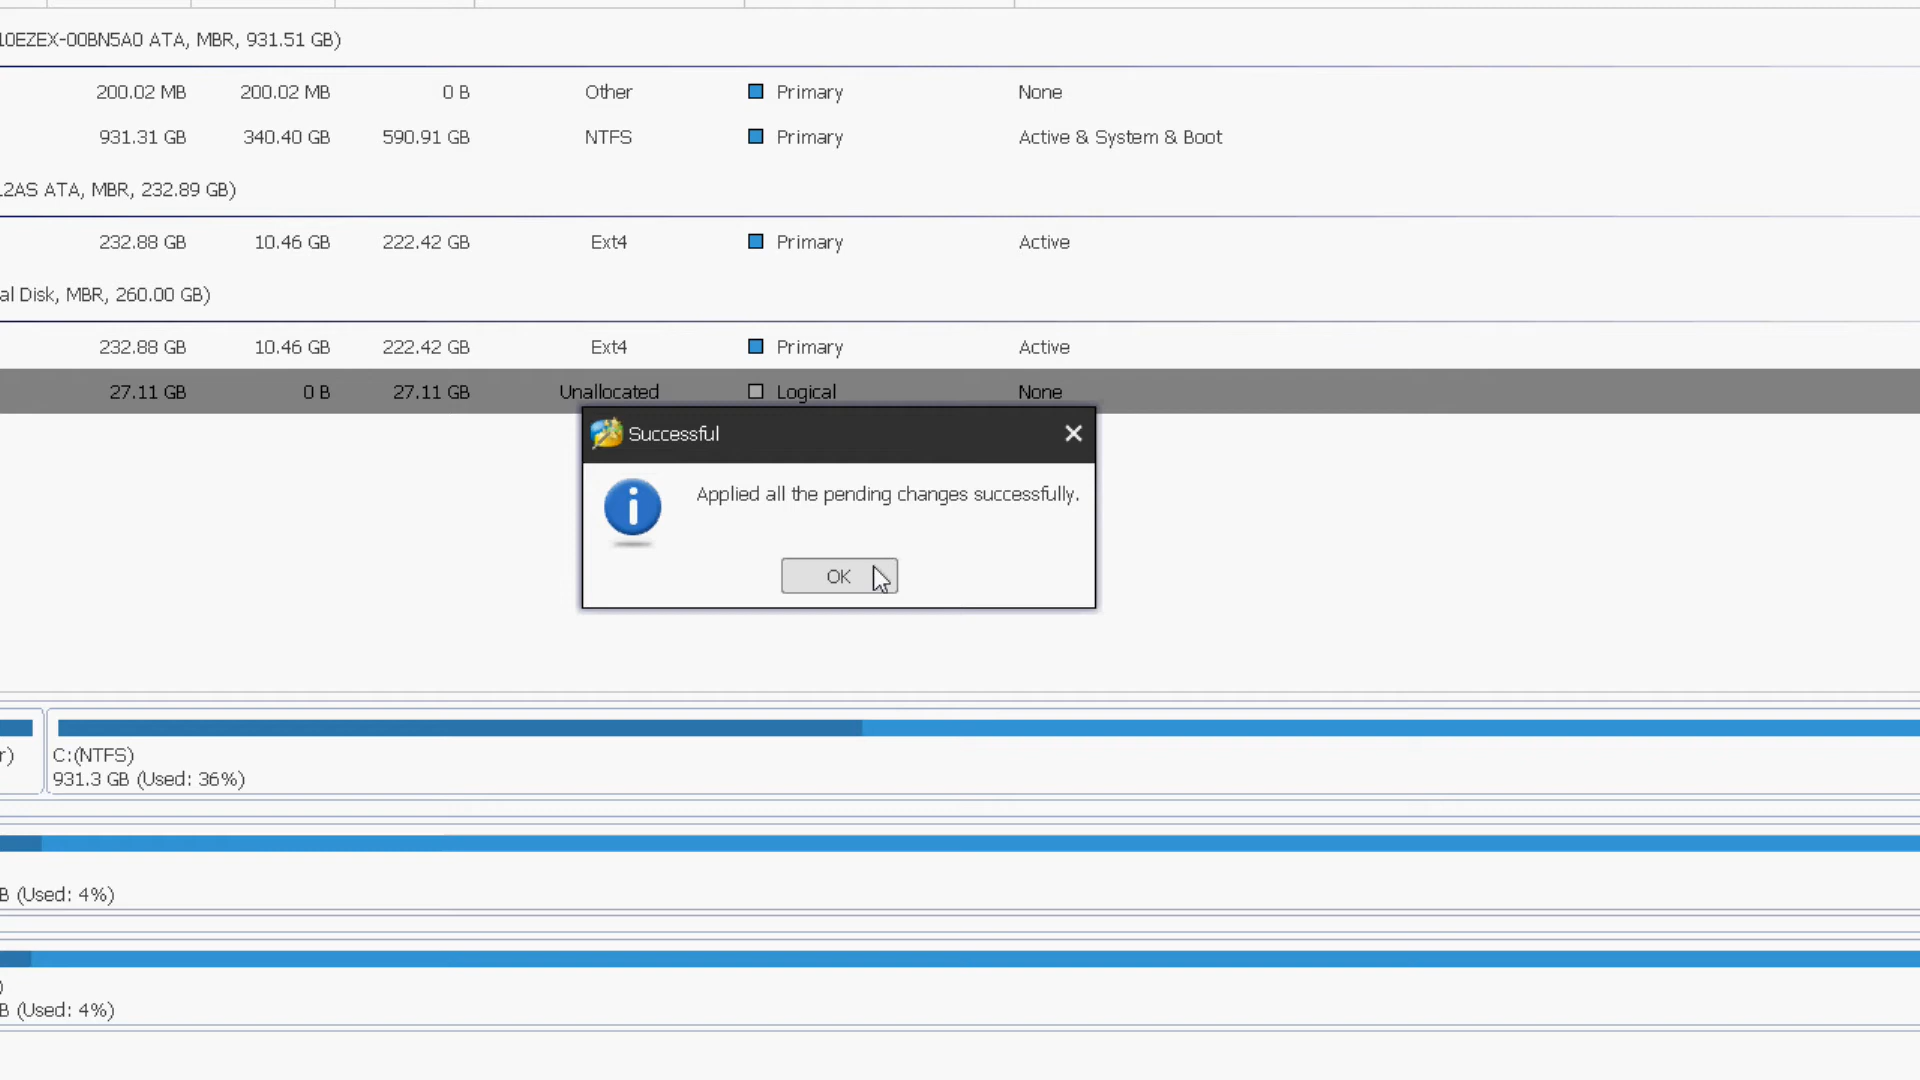 10EZEX-00BN5A0 ATA, MBR, 931.51 GB)
200.02 MB 200.02 MB 0 B Other Primary None
931.31 GB 340.40 GB 590.91 GB NTFS Primary Active & System & Boot
12AS ATA, MBR, 232.89 GB)
232.88 GB 10.46 GB 222.42 GB Ext4 Primary Active
al Disk, MBR, 260.00 GB)
232.88 GB 10.46 GB 222.42 GB Ext4 Primary Active
27.11 GB 0 B 27.11 GB Unallocated Logical None
Successful
Applied all the pending changes successfully.
OK
r) C:(NTFS)
931.3 GB (Used: 36%)
B (Used: 4%)
)
B (Used: 4%)